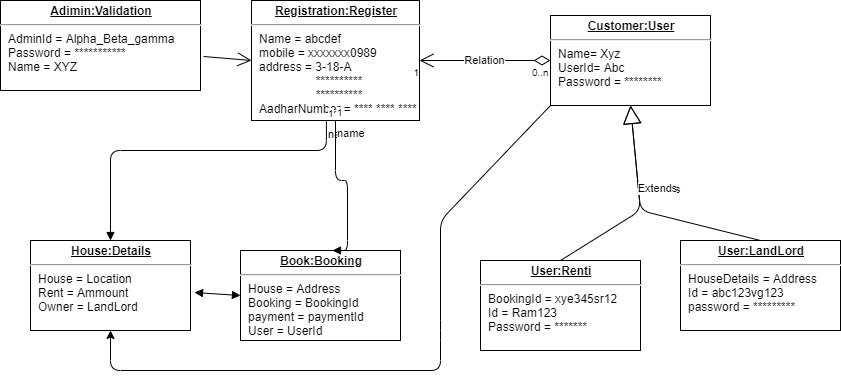 Admin:Validation
AdminId = Alpha_Beta_gamma
Password = ***********
Name = XYZ
Registration:Register
Name = abcdef
mobile = xxxxxxx0989
address = 3-18-A
**********
**********
AadharNumber = **** **** ****
1
Relation
0..n
Customer:User
Name= Xyz
UserId= Abc
Password = ********
1
1
name
Extends
House:Details
House = Location
Rent = Ammount
Owner = LandLord
Book:Booking
House = Address
Booking = BookingId
payment = paymentId
User = UserId
User:Renti
BookingId = xye345sr12
Id = Ram123
Password = *******
User:LandLord
HouseDetails = Address
Id = abc123vg123
password = *********